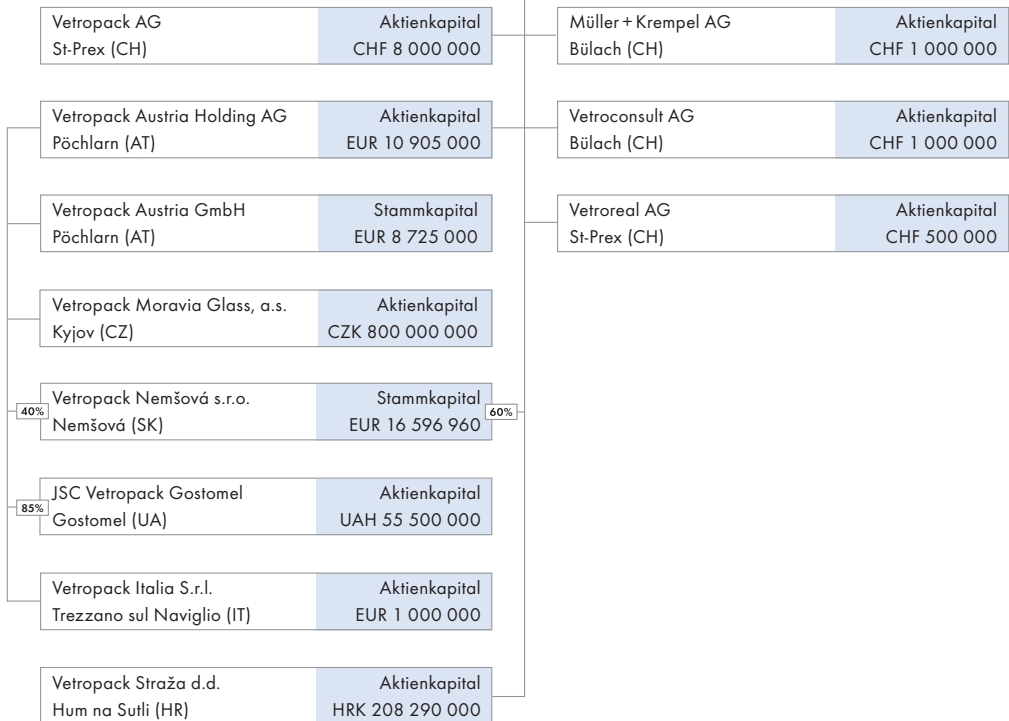 Vetropack AG Aktienkapital
St-Prex (CH) CHF 8 000 000
Müller + Krempel AG Aktienkapital
Bülach (CH) CHF 1 000 000
Vetropack Austria Holding AG Aktienkapital
Pöchlarn (AT) EUR 10 905 000
Vetroconsult AG Aktienkapital
Bülach (CH) CHF 1 000 000
Vetropack Austria GmbH Stammkapital
Pöchlarn (AT) EUR 8 725 000
Vetroreal AG Aktienkapital
St-Prex (CH) CHF 500 000
Vetropack Moravia Glass, a.s. Aktienkapital
Kyjov (CZ) CZK 800 000 000
40%
Vetropack Nemšová s.r.o. Stammkapital
Nemšová (SK) EUR 16 596 960
60%
85%
JSC Vetropack Gostomel Aktienkapital
Gostomel (UA) UAH 55 500 000
Vetropack Italia S.r.l. Aktienkapital
Trezzano sul Naviglio (IT) EUR 1 000 000
Vetropack Straža d.d. Aktienkapital
Hum na Sutli (HR) HRK 208 290 000